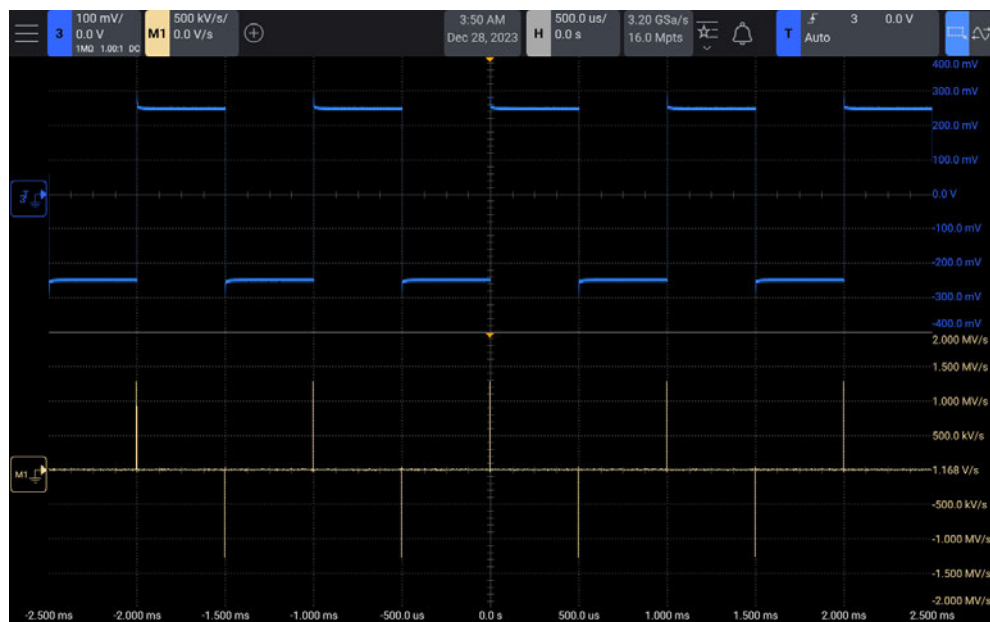 3 100 mV/ 0.0 V 1MΩ 1.00:1 DC
M1 500 kV/s/ 0.0 V/s
3:50 AM Dec 28, 2023
H 500.0 us/ 0.0 s
3.20 GSa/s 16.0 Mpts
T 3 0.0 V Auto
400.0 mV
300.0 mV
200.0 mV
100.0 mV
0.0 V
-100.0 mV
-200.0 mV
-300.0 mV
-400.0 mV
2.000 MV/s
1.500 MV/s
1.000 MV/s
500.0 kV/s
M1
-1.168 V/s
-500.0 kV/s
-1.000 MV/s
-1.500 MV/s
-2.000 MV/s
-2.500 ms -2.000 ms -1.500 ms -1.000 ms -500.0 us 0.0 s 500.0 us 1.000 ms 1.500 ms 2.000 ms 2.500 ms